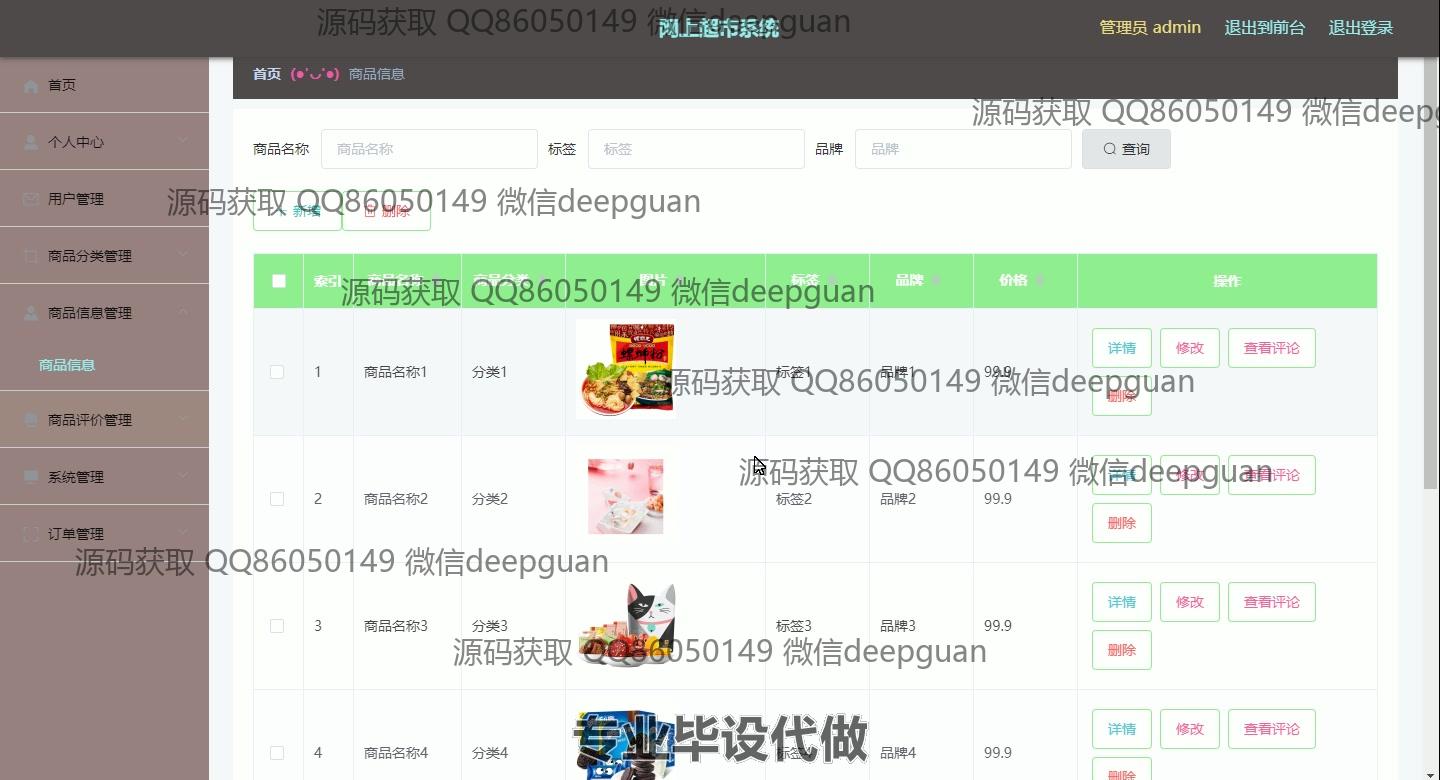 网上超市系统
管理员 admin 退出到前台 退出登录
源码获取 QQ86050149 微信deepguan
首页 (●'◡'●) 商品信息
源码获取 QQ86050149 微信deepg
首页
个人中心
用户管理
商品分类管理
商品信息管理
商品信息
商品评价管理
系统管理
订单管理
商品名称 商品名称 标签 标签 品牌 品牌 查询
源码获取 QQ86050149 微信deepguan
+ 新增 删除
索引 商品名称 商品分类 图片 标签 品牌 价格 操作
源码获取 QQ86050149 微信deepguan
1 商品名称1 分类1 标签1 品牌1 99.9 详情 修改 查看评论
删除
螺蛳粉
源码获取 QQ86050149 微信deepguan
源码获取 QQ86050149 微信deepguan
2 商品名称2 分类2 标签2 品牌2 99.9 详情 修改 查看评论
删除
源码获取 QQ86050149 微信deepguan
3 商品名称3 分类3 标签3 品牌3 99.9 详情 修改 查看评论
删除
源码获取 QQ86050149 微信deepguan
4 商品名称4 分类4 标签4 品牌4 99.9 详情 修改 查看评论
删除
专业毕设代做